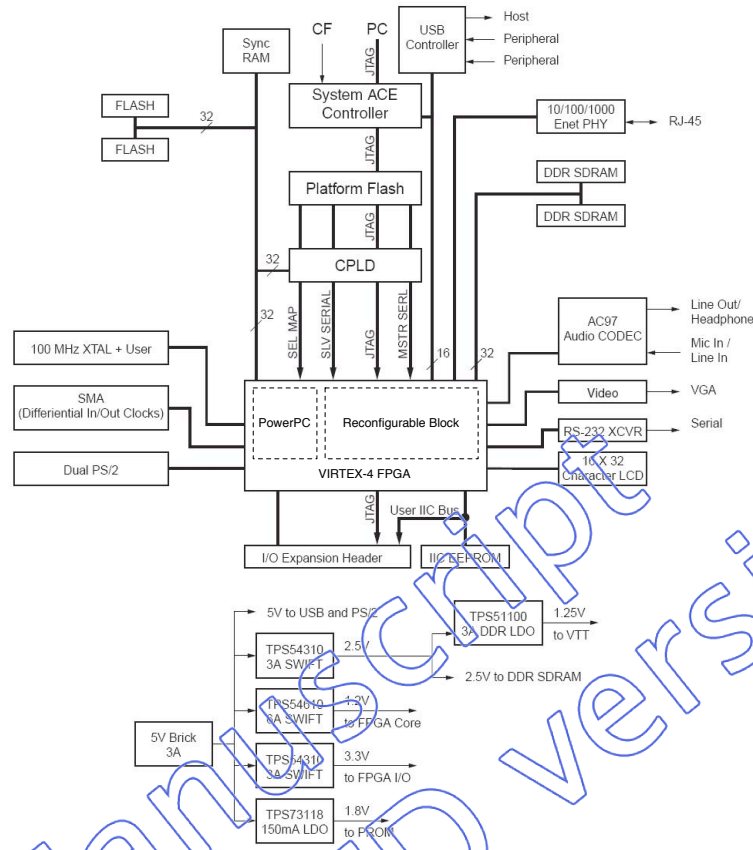 CF
PC
Sync
RAM
USB
Controller
Host
Peripheral
Peripheral
JTAG
System ACE
Controller
FLASH
32
FLASH
10/100/1000
Enet PHY
RJ-45
JTAG
DDR SDRAM
DDR SDRAM
Platform Flash
JTAG
CPLD
32
32
SEL MAP
SLV SERIAL
JTAG
MSTR SERL
16
32
AC97
Audio CODEC
Line Out/
Headphone
Mic In /
Line In
100 MHz XTAL + User
SMA
(Differential In/Out Clocks)
Dual PS/2
PowerPC
Reconfigurable Block
VIRTEX-4 FPGA
Video
VGA
RS-232 XCVR
Serial
16 X 32
Character LCD
JTAG
User IIC Bus
I/O Expansion Header
IIC EEPROM
5V to USB and PS/2
TPS54310
3A SWIFT
2.5V
TPS51100
3A DDR LDO
1.25V
to VTT
2.5V to DDR SDRAM
TPS54610
6A SWIFT
1.2V
to FPGA Core
5V Brick
3A
TPS54310
3A SWIFT
3.3V
to FPGA I/O
TPS73118
150mA LDO
1.8V
to PROM